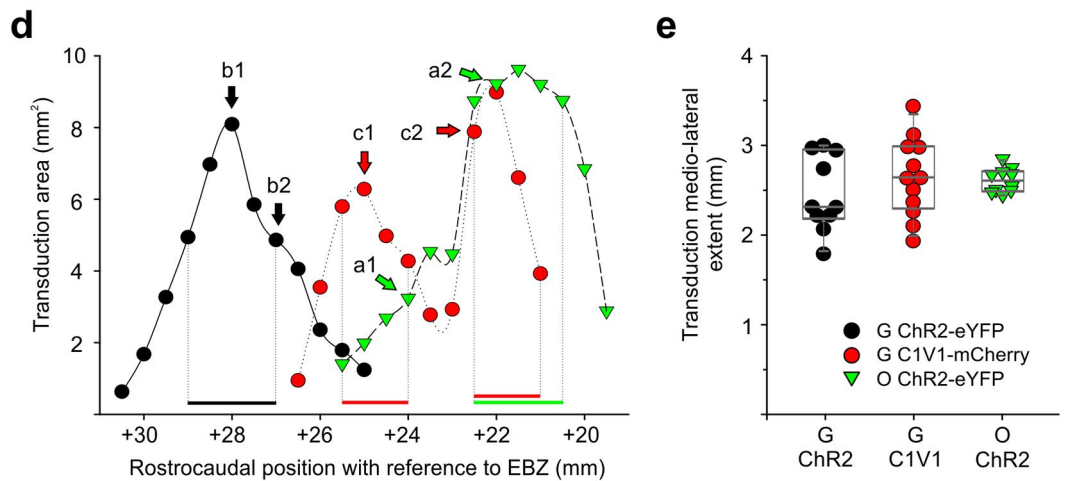 d
Transduction area (mm²)
10
8
6
4
2
b1
b2
c1
c2
a1
a2
+30 +28 +26 +24 +22 +20
Rostrocaudal position with reference to EBZ (mm)
e
Transduction medio-lateral
extent (mm)
4
3
2
1
G ChR2-eYFP
G C1V1-mCherry
O ChR2-eYFP
G G O
ChR2 C1V1 ChR2